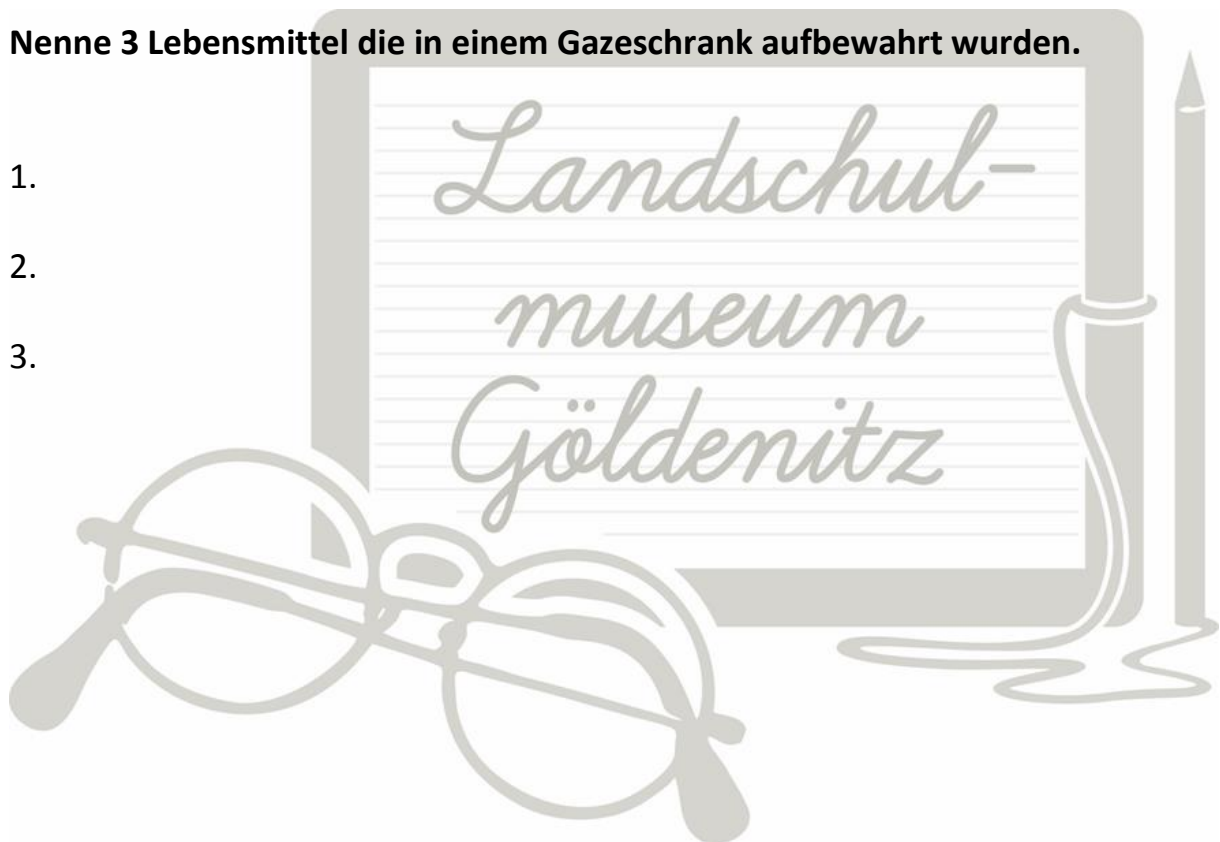 Nenne 3 Lebensmittel die in einem Gazeschrank aufbewahrt wurden.
1.
2.
3.
Landschul-
museum
Göldenitz